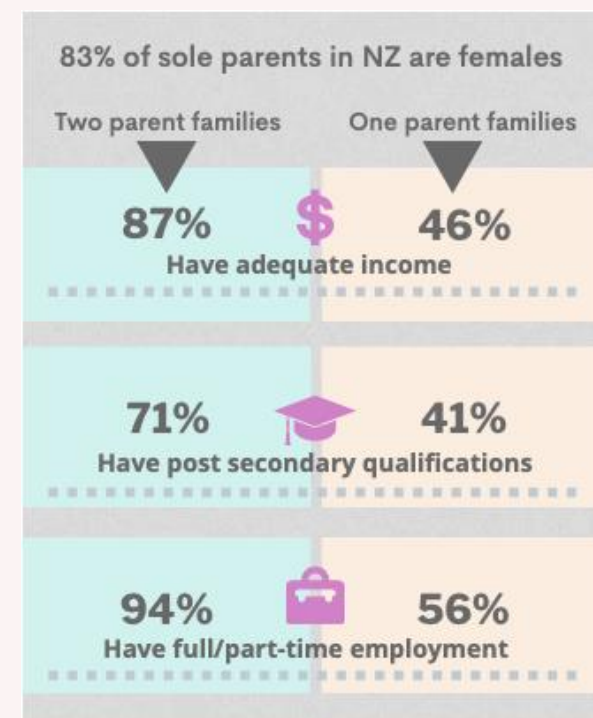 83% of sole parents in NZ are females
Two parent families One parent families
87% $ 46%
Have adequate income
71% 41%
Have post secondary qualifications
94% 56%
Have full/part-time employment